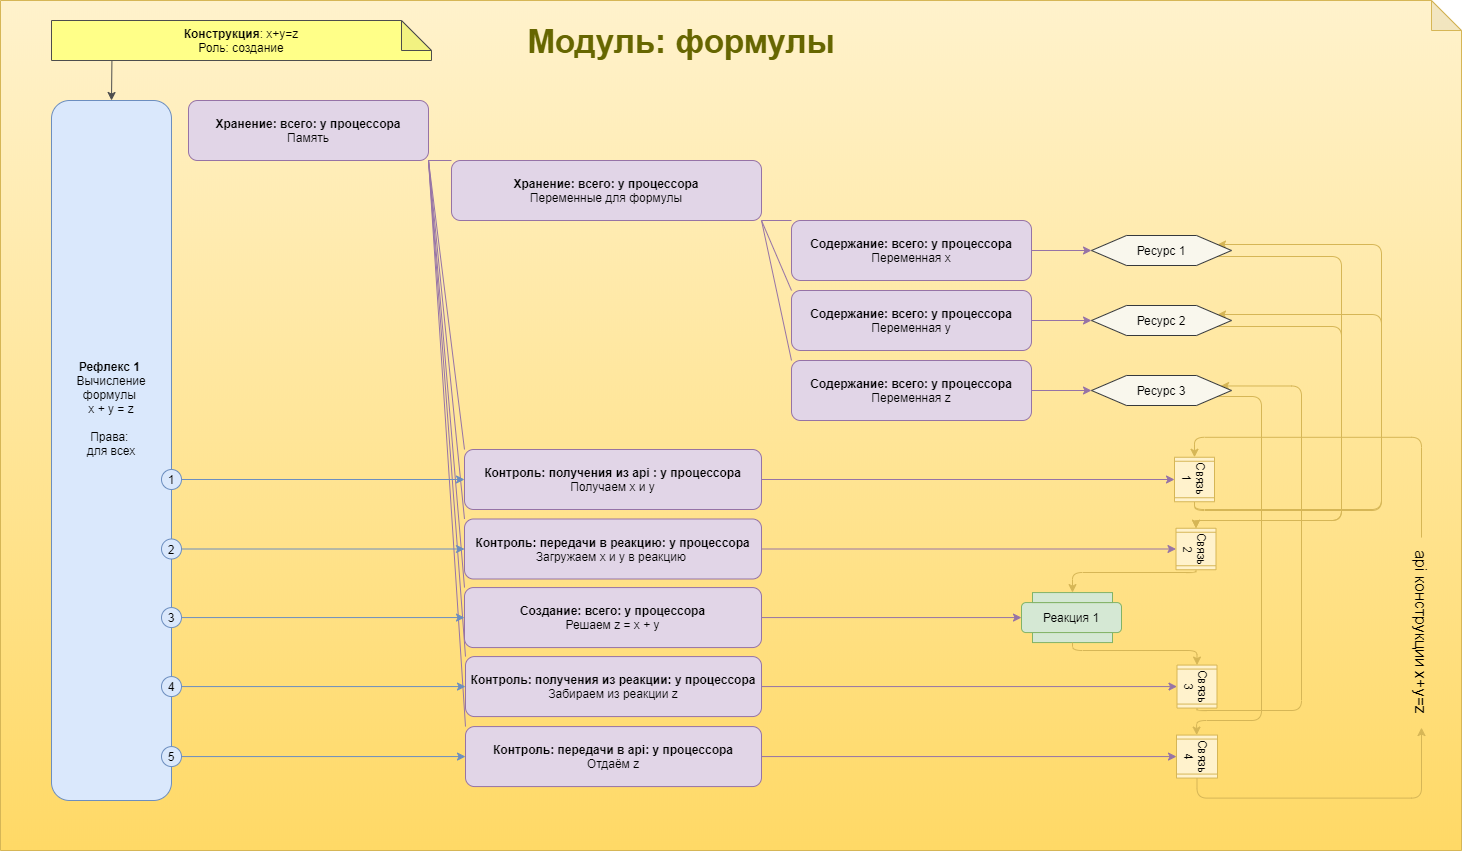 Модуль: формулы
Конструкция: x+y=z
Роль: создание
Хранение: всего: у процессора
Память
Хранение: всего: у процессора
Переменные для формулы
Содержание: всего: у процессора
Переменная x
Ресурс 1
Содержание: всего: у процессора
Переменная y
Ресурс 2
Содержание: всего: у процессора
Переменная z
Ресурс 3
Рефлекс 1
Вычисление
формулы
x + y = z
Права:
для всех
1
Контроль: получения из api : у процессора
Получаем x и y
Связь
1
2
Контроль: передачи в реакцию: у процессора
Загружаем x и y в реакцию
Связь
2
3
Создание: всего: у процессора
Решаем z = x + y
Реакция 1
4
Контроль: получения из реакции: у процессора
Забираем из реакции z
Связь
3
5
Контроль: передачи в api: у процессора
Отдаём z
Связь
4
api конструкции x+y=z